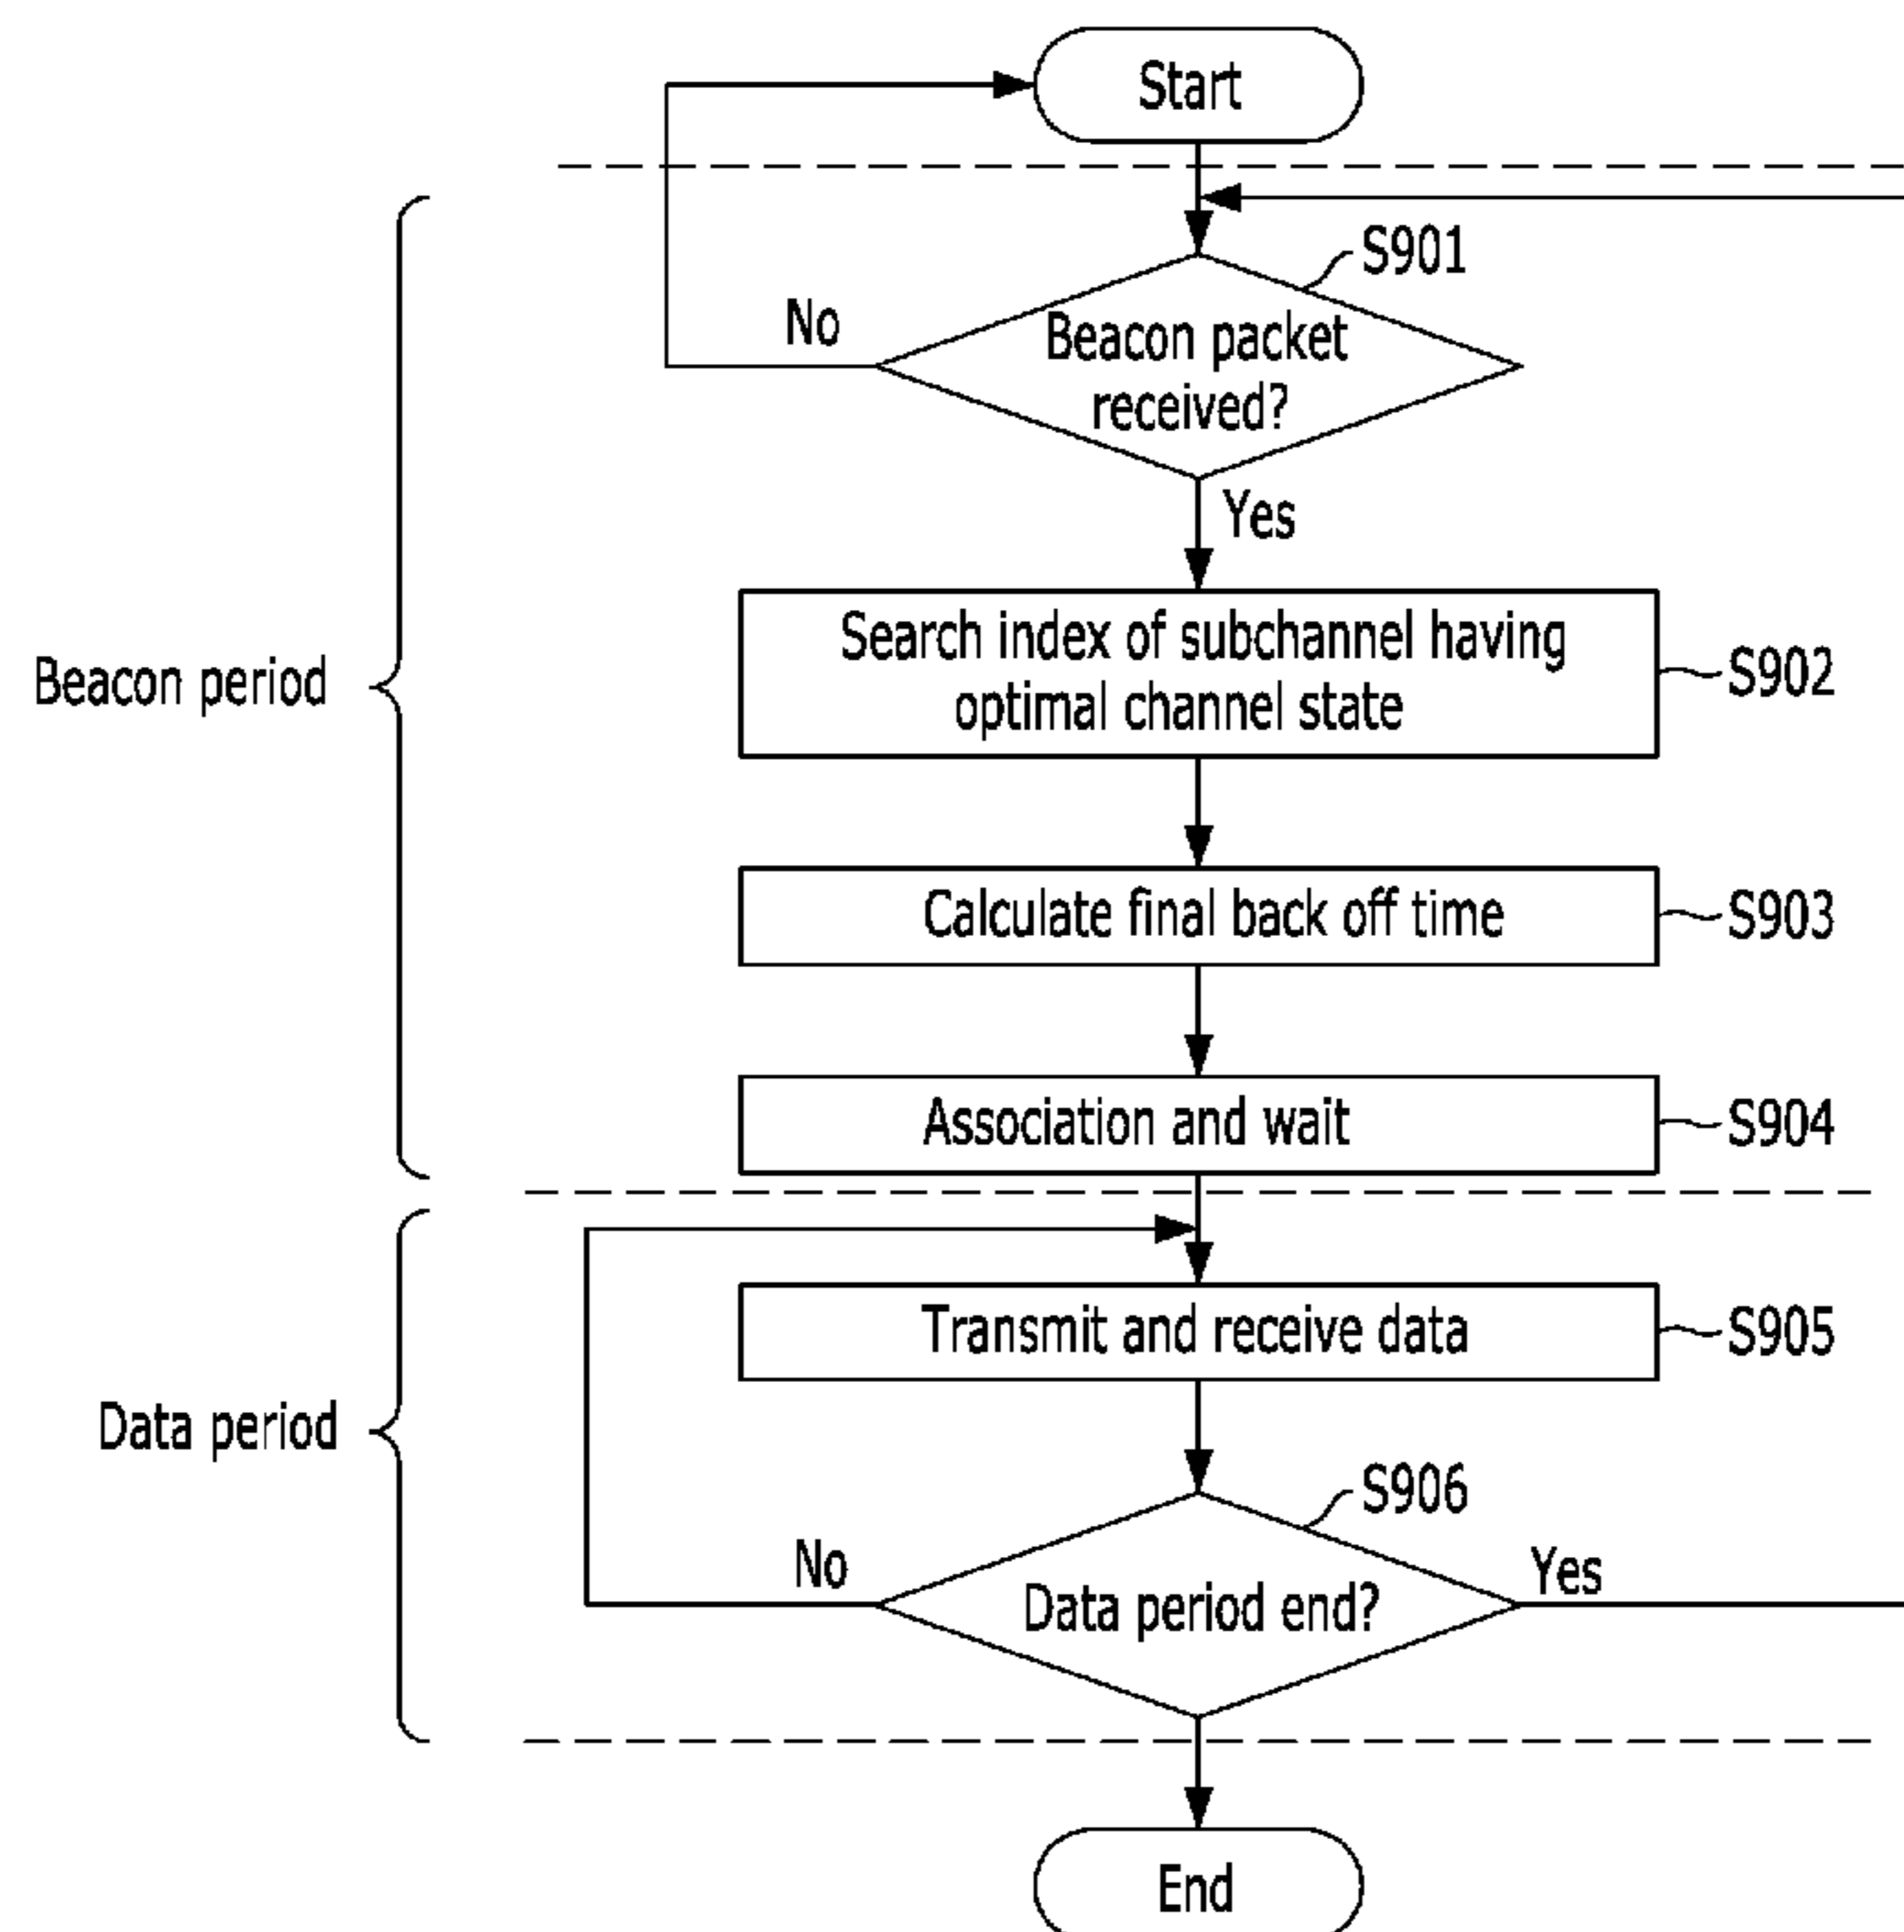 Start
S901
No
Beacon packet
received?
Yes
Search index of subchannel having
optimal channel state
S902
Beacon period
Calculate final back off time
S903
Association and wait
S904
Transmit and receive data
S905
Data period
S906
No
Data period end?
Yes
End